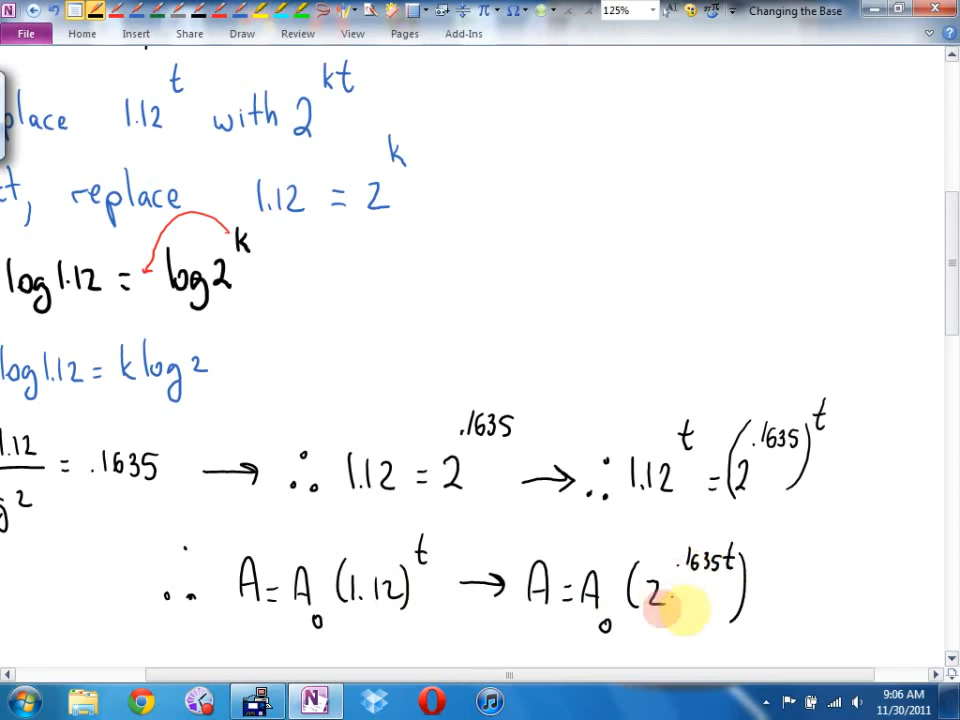 125% Changing the Base
File Home Insert Share Draw Review View Pages Add-Ins
place 1.12^t with 2^kt
ct, replace 1.12 = 2^k
log 1.12 = log 2^k
log 1.12 = k log 2
1.12/g 2 = .1635 → ∴ 1.12 = 2^.1635 → ∴ 1.12^t = (2^.1635)^t
∴ A = A₀ (1.12)^t → A = A₀ (2^.1635t)
9:06 AM
11/30/2011